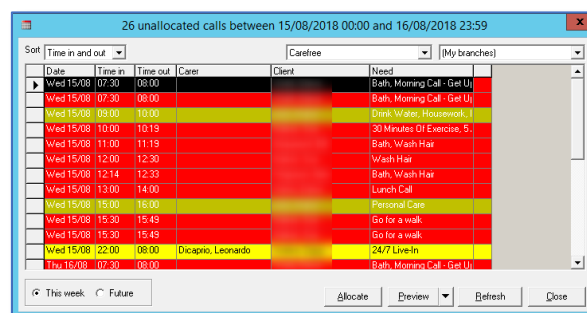 26 unallocated calls between 15/08/2018 00:00 and 16/08/2018 23:59 x
Sort Time in and out Carefree (My branches)
Date Time in Time out Carer Client Need
Wed 15/08 07:30 08:00 Bath, Morning Call - Get Up
Wed 15/08 07:30 08:00 Bath, Morning Call - Get Up
Wed 15/08 09:00 10:00 Drink Water, Housework,
Wed 15/08 10:00 10:19 30 Minutes Of Exercise, 5.
Wed 15/08 11:00 11:19 Bath, Wash Hair
Wed 15/08 12:00 12:30 Wash Hair
Wed 15/08 12:14 12:33 Bath, Wash Hair
Wed 15/08 13:00 14:00 Lunch Call
Wed 15/08 15:00 16:00 Personal Care
Wed 15/08 15:30 15:49 Go for a walk
Wed 15/08 15:30 15:49 Go for a walk
Wed 15/08 22:00 08:00 Dicaprio, Leonardo 24/7 Live-In
Thu 16/08 07:30 08:00 Bath, Morning Call - Get Up
This week Future Allocate Preview Refresh Close